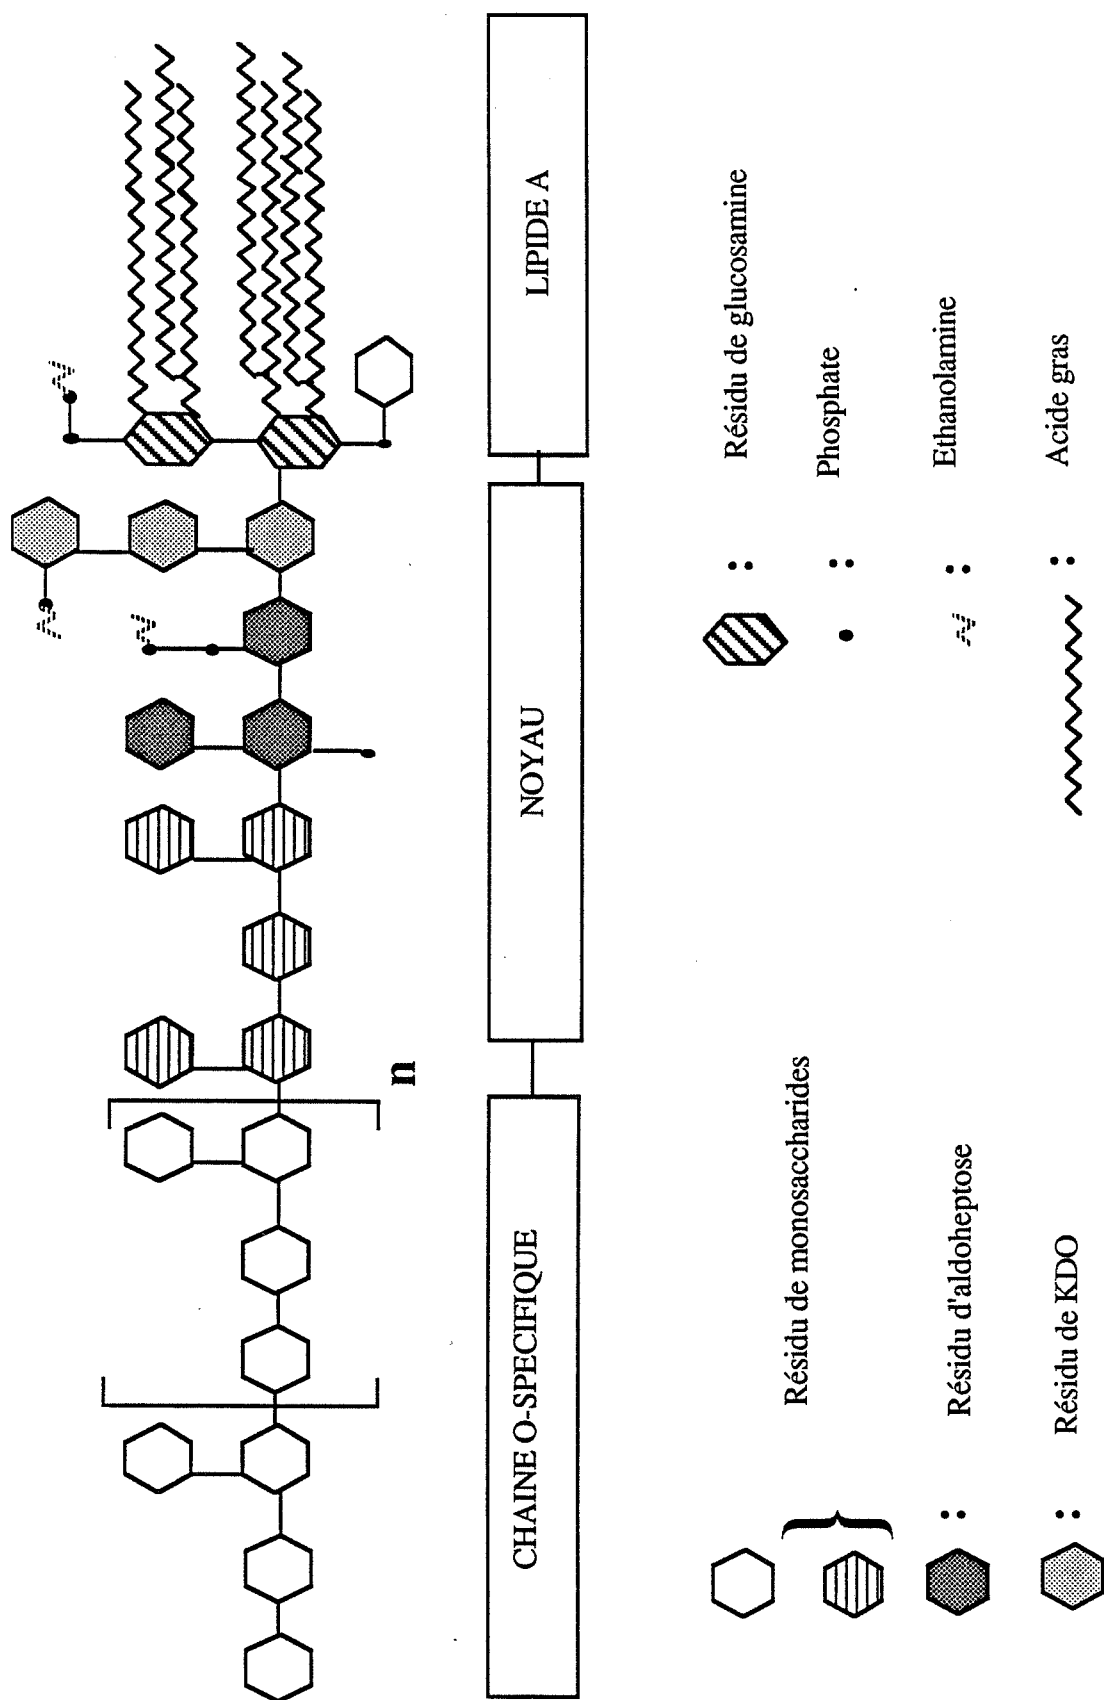 n
CHAINE O-SPECIFIQUE
NOYAU
LIPIDE A
Résidu de monosaccharides
: Résidu d'aldoheptose
: Résidu de KDO
: Résidu de glucosamine
: Phosphate
: Ethanolamine
: Acide gras